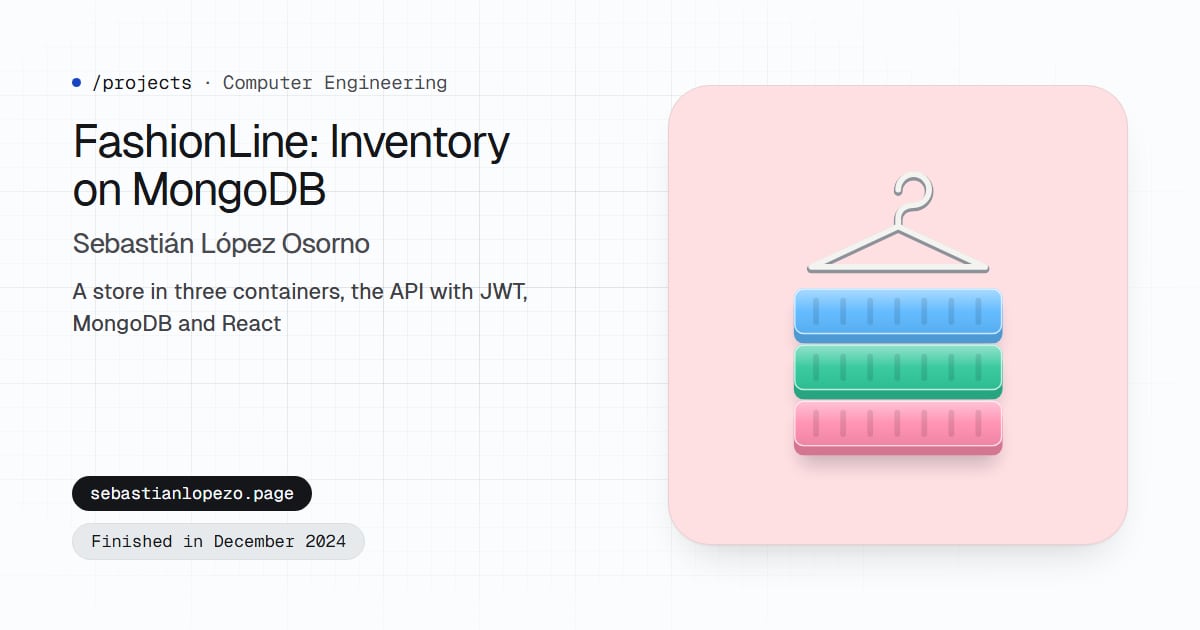 /projects · Computer Engineering
FashionLine: Inventory
on MongoDB
Sebastián López Osorno
A store in three containers, the API with JWT,
MongoDB and React
sebastianlopezo.page
Finished in December 2024